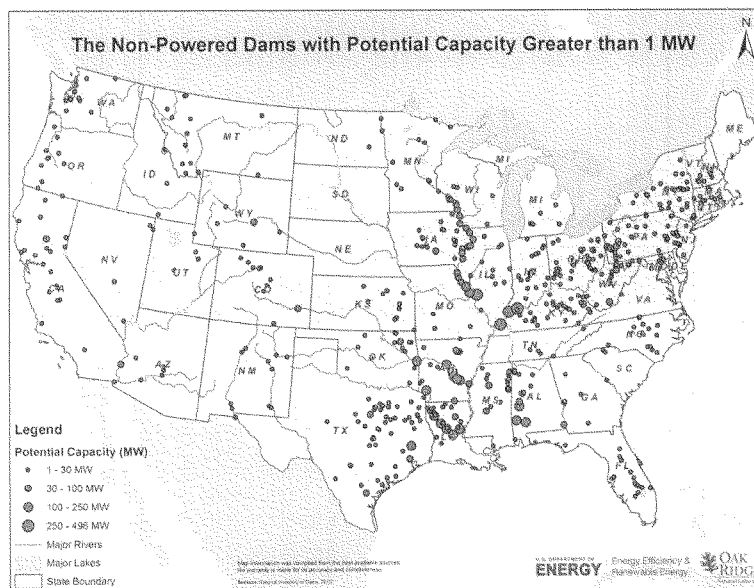 The Non-Powered Dams with Potential Capacity Greater than 1 MW
N
WA
MT
ND
MN
MI
ME
VT
OR
ID
SD
WI
MI
WY
IA
NE
PA
NV
UT
IL
CO
KS
MO
VA
CA
OK
TN
NC
AZ
NM
SC
MS
AL
GA
TX
FL
Legend
Potential Capacity (MW)
1 - 30 MW
30 - 100 MW
100 - 250 MW
250 - 496 MW
Major Rivers
Major Lakes
State Boundary
U.S. DEPARTMENT OF
ENERGY
Energy Efficiency &
Renewable Energy
OAK
RIDGE